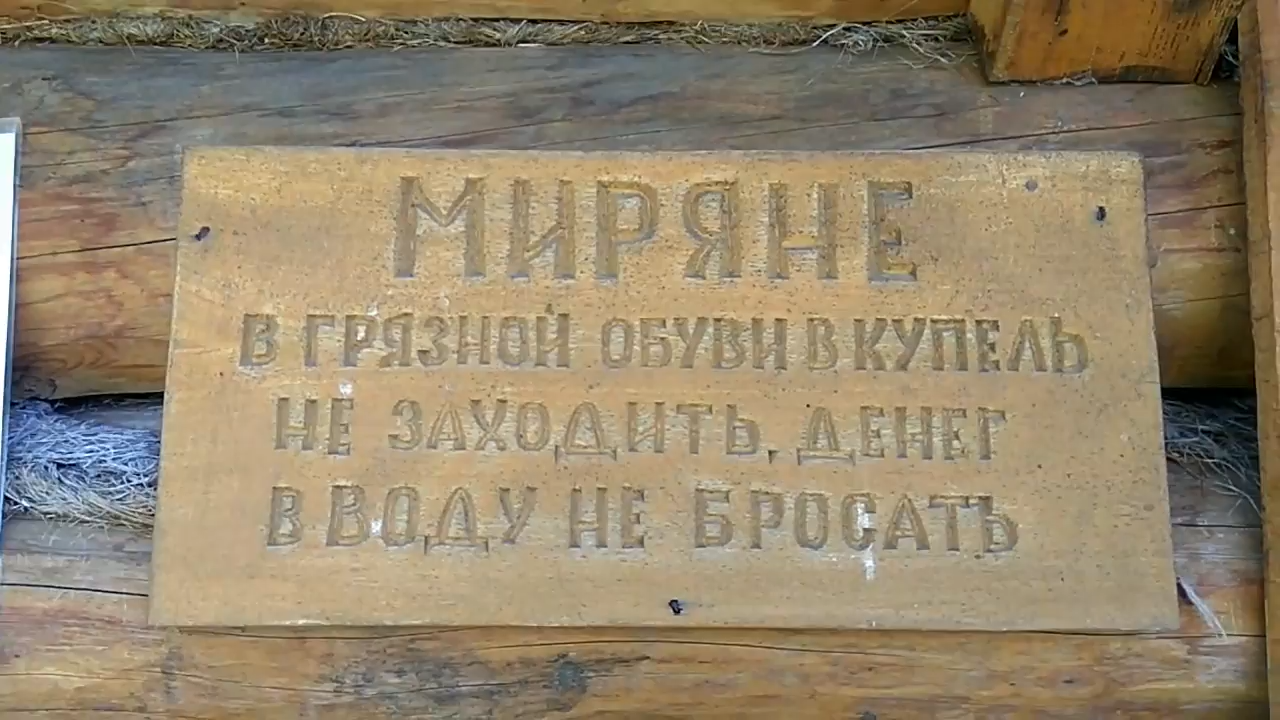 МИРЯНЕ
В ГРЯЗНОЙ ОБУВИ В КУПЕЛЬ
НЕ ЗАХОДИТЬ, ДЕНЕГ
В ВОДУ НЕ БРОСАТЬ